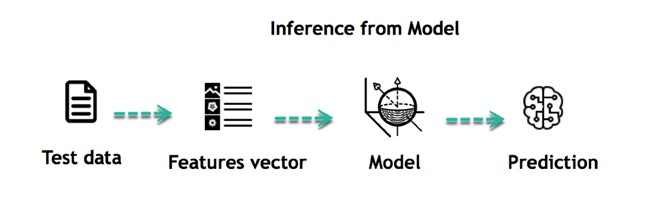 Inference from Model
Test data
Features vector
Model
Prediction